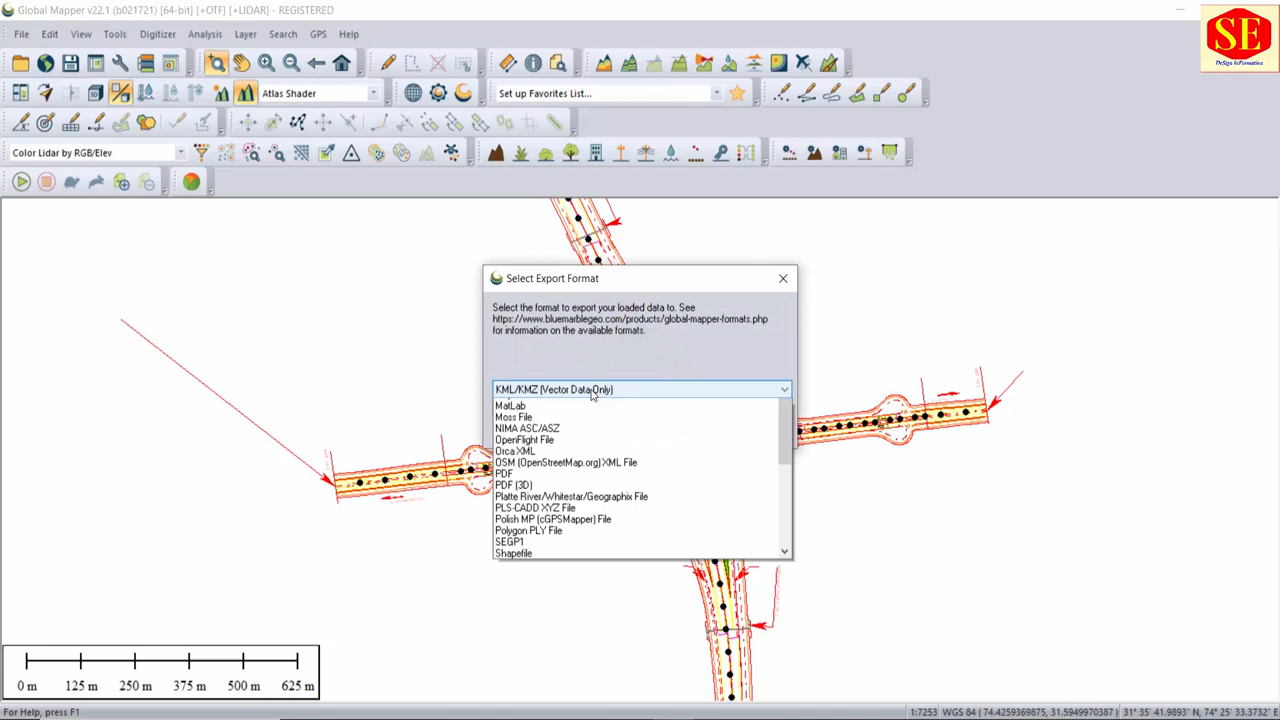 Global Mapper v22.1 (b021721) [64-bit] [+OTF] [+LIDAR] - REGISTERED
SE
DeSign InFormatics
File Edit View Tools Digitizer Analysis Layer Search GPS Help
Atlas Shader
Set up Favorites List...
Color Lidar by RGB/Elev
Select Export Format
Select the format to export your loaded data to. See
https://www.bluemarblegeo.com/products/global-mapper-formats.php
for information on the available formats.
KML/KMZ (Vector Data Only)
MatLab
Moss File
NIMA ASC/ASZ
OpenFlight File
Orca XML
OSM (OpenStreetMap.org) XML File
PDF
PDF (3D)
Platte River/Whitestar/Geographix File
PLS-CADD XYZ File
Polish MP (cGPSMapper) File
Polygon PLY File
SEGP1
Shapefile
0 m 125 m 250 m 375 m 500 m 625 m
For Help, press F1
1:7253 WGS 84 ( 74.4259369875, 31.5949970387 ) 31° 35' 41.9893" N, 74° 25' 33.3732" E